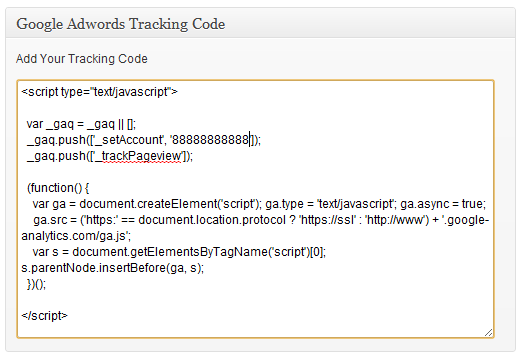 Google Adwords Tracking Code
Add Your Tracking Code
<script type="text/javascript">
var _gaq = _gaq || [];
_gaq.push(['_setAccount', '88888888888']);
_gaq.push(['_trackPageview']);
(function() {
var ga = document.createElement('script'); ga.type = 'text/javascript'; ga.async = true;
ga.src = ('https:' == document.location.protocol ? 'https://ssl' : 'http://www') + '.google-
analytics.com/ga.js';
var s = document.getElementsByTagName('script')[0];
s.parentNode.insertBefore(ga, s);
})();
</script>